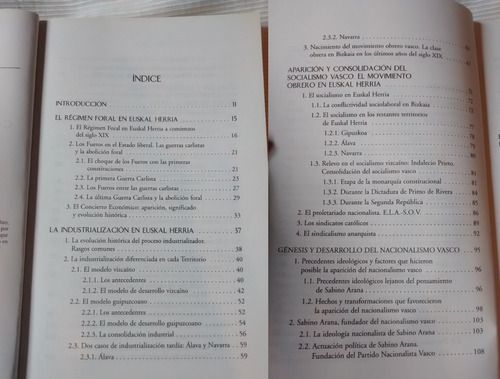 ÍNDICE
INTRODUCCIÓN 11
EL RÉGIMEN FORAL EN EUSKAL HERRIA 15
1. El Régimen Foral en Euskal Herria a comienzos
del siglo XIX 16
2. Los Fueros en el Estado liberal. Las guerras carlistas
y la abolición foral 21
2.1. El choque de los Fueros con las primeras
constituciones 21
2.2. La primera Guerra Carlista 21
2.3. Los Fueros entre las guerras carlistas 27
2.4. La última Guerra Carlista y la abolición foral 29
3. El Concierto Económico: aparición, significado
y evolución histórica 33
LA INDUSTRIALIZACIÓN EN EUSKAL HERRIA 37
1. La evolución histórica del proceso industrializador.
Rasgos comunes 38
2. La industrialización diferenciada en cada Territorio 40
2.1. El modelo vizcaíno 40
2.1.1. Los antecedentes 40
2.1.2. El modelo de desarrollo vizcaíno 42
2.2. El modelo guipuzcoano 52
2.2.1. Los antecedentes 52
2.2.2. El modelo de desarrollo guipuzcoano 54
2.2.3. La consolidación industrial 56
2.3. Dos casos de industrialización tardía: Álava y Navarra 59
2.3.1. Álava 59
2.3.2. Navarra
3. Nacimiento del movimiento obrero vasco. La clase
obrera en Bizkaia en los últimos años del siglo XIX
APARICIÓN Y CONSOLIDACIÓN DEL
SOCIALISMO VASCO. EL MOVIMIENTO
OBRERO EN EUSKAL HERRIA
1. El socialismo en Euskal Herria 72
1.1. La conflictividad sociolaboral en Bizkaia
1.2. El socialismo en los restantes territorios
de Euskal Herria 77
1.2.1. Gipuzkoa
1.2.2. Álava
1.2.3. Navarra
1.3. Relevo en el socialismo vizcaíno: Indalecio Prieto.
Consolidación del socialismo vasco
1.3.1. Etapa de la monarquía constitucional
1.3.2. Durante la Dictadura de Primo de Rivera
1.3.3. Durante la Segunda República
2. El proletariado nacionalista. E.L.A.-S.O.V.
3. Los sindicatos católicos
4. El sindicalismo anarquista
GÉNESIS Y DESARROLLO DEL NACIONALISMO VASCO 95
1. Precedentes ideológicos y factores que hicieron
posible la aparición del nacionalismo vasco 96
1.1. Precedentes ideológicos lejanos del pensamiento
de Sabino Arana 96
1.2. Hechos y transformaciones que favorecieron
la aparición del nacionalismo vasco 98
2. Sabino Arana, fundador del nacionalismo vasco 103
2.1. La ideología nacionalista de Sabino Arana 103
2.2. Actuación política de Sabino Arana.
Fundación del Partido Nacionalista Vasco 108